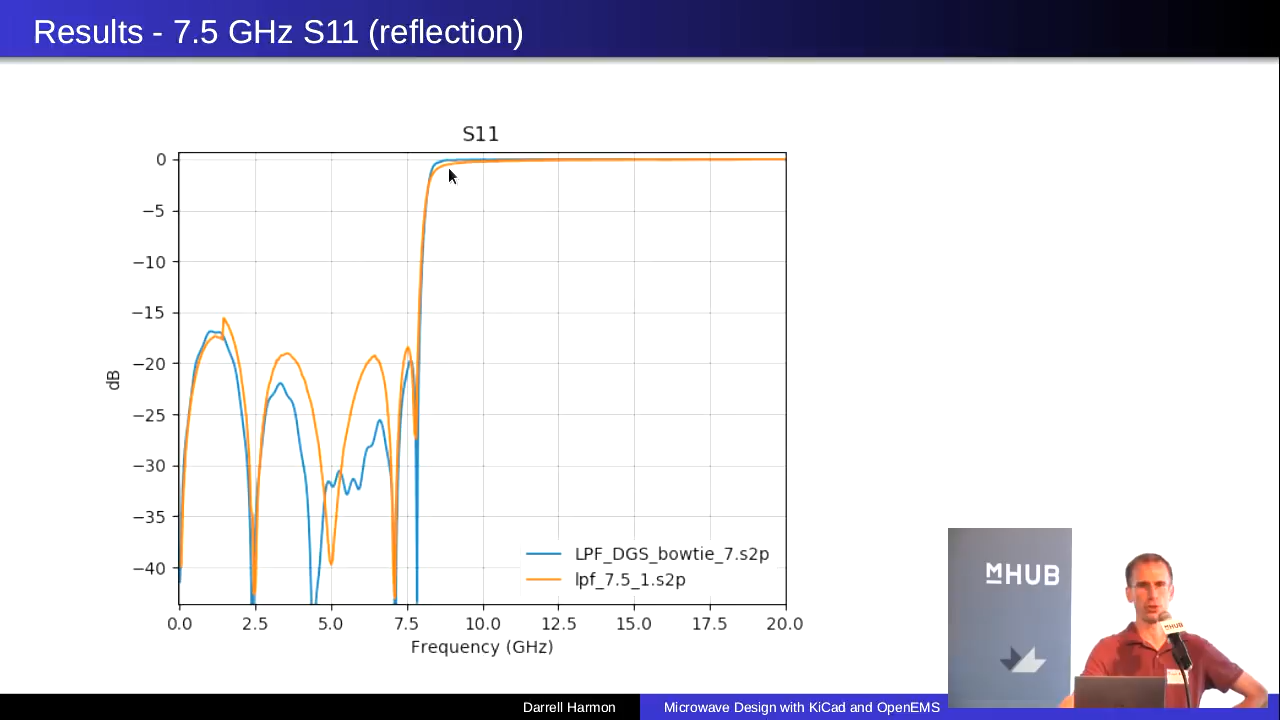 Results - 7.5 GHz S11 (reflection)
S11
0
−5
−10
−15
−20
−25
−30
−35
−40
dB
LPF_DGS_bowtie_7.s2p
lpf_7.5_1.s2p
0.0 2.5 5.0 7.5 10.0 12.5 15.0 17.5 20.0
Frequency (GHz)
MHUB
MHUB
Darrell Harmon
Microwave Design with KiCad and OpenEMS